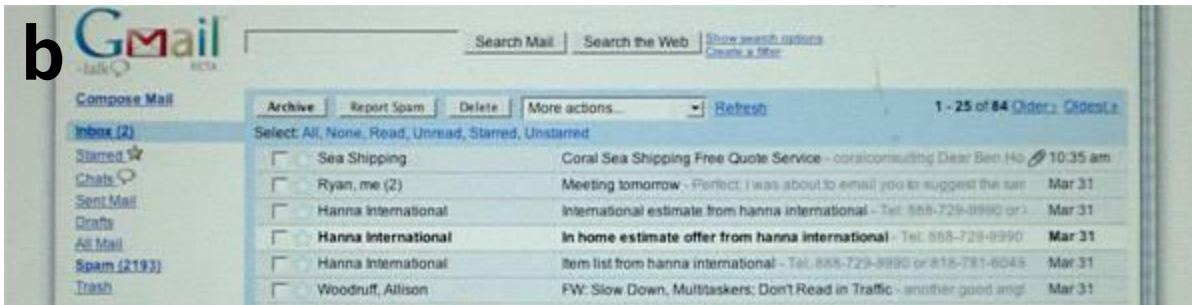 b
Gmail
talk BETA
Search Mail Search the Web Show search options
Create a filter
Compose Mail
Inbox (2)
Starred
Chats
Sent Mail
Drafts
All Mail
Spam (2193)
Trash
Archive Report Spam Delete More actions... Refresh 1 - 25 of 84 Older › Oldest »
Select: All, None, Read, Unread, Starred, Unstarred
Sea Shipping Coral Sea Shipping Free Quote Service - coralconsulting Dear Ben Ho 10:35 am
Ryan, me (2) Meeting tomorrow - Perfect. I was about to email you to suggest the sam Mar 31
Hanna International International estimate from hanna international - Tel: 888-729-9990 or Mar 31
Hanna International In home estimate offer from hanna international - Tel: 888-729-9990 Mar 31
Hanna International Item list from hanna international - Tel: 888-729-9990 or 818-781-6045 Mar 31
Woodruff, Allison FW: Slow Down, Multitaskers; Don't Read in Traffic - another good angl Mar 31